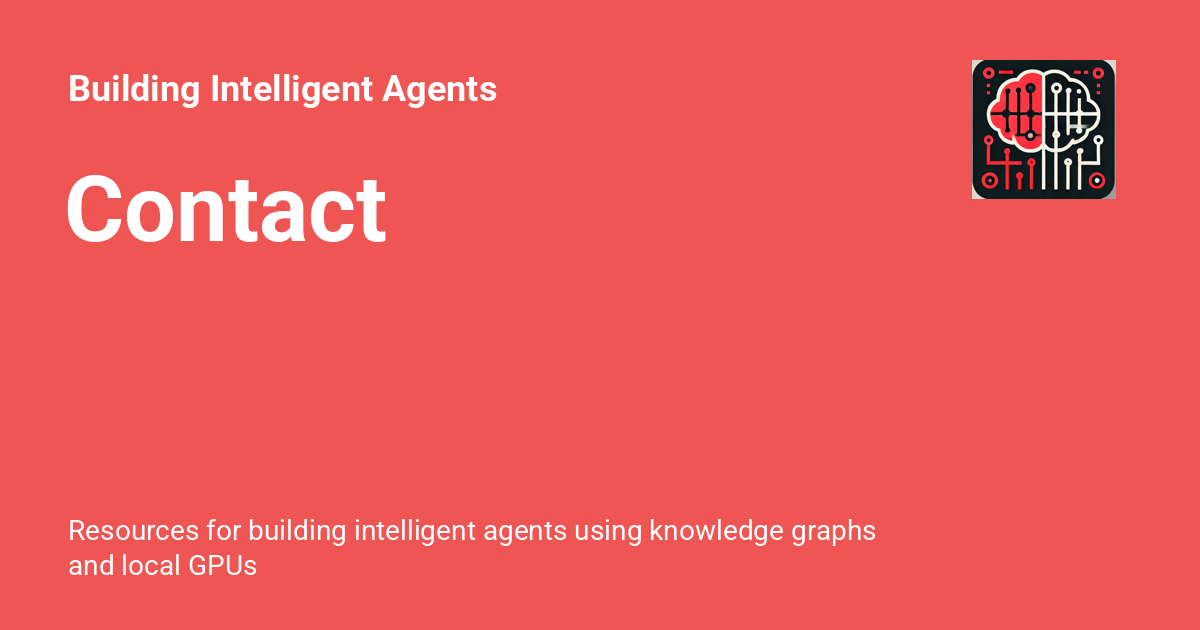 Building Intelligent Agents
Contact
Resources for building intelligent agents using knowledge graphs
and local GPUs